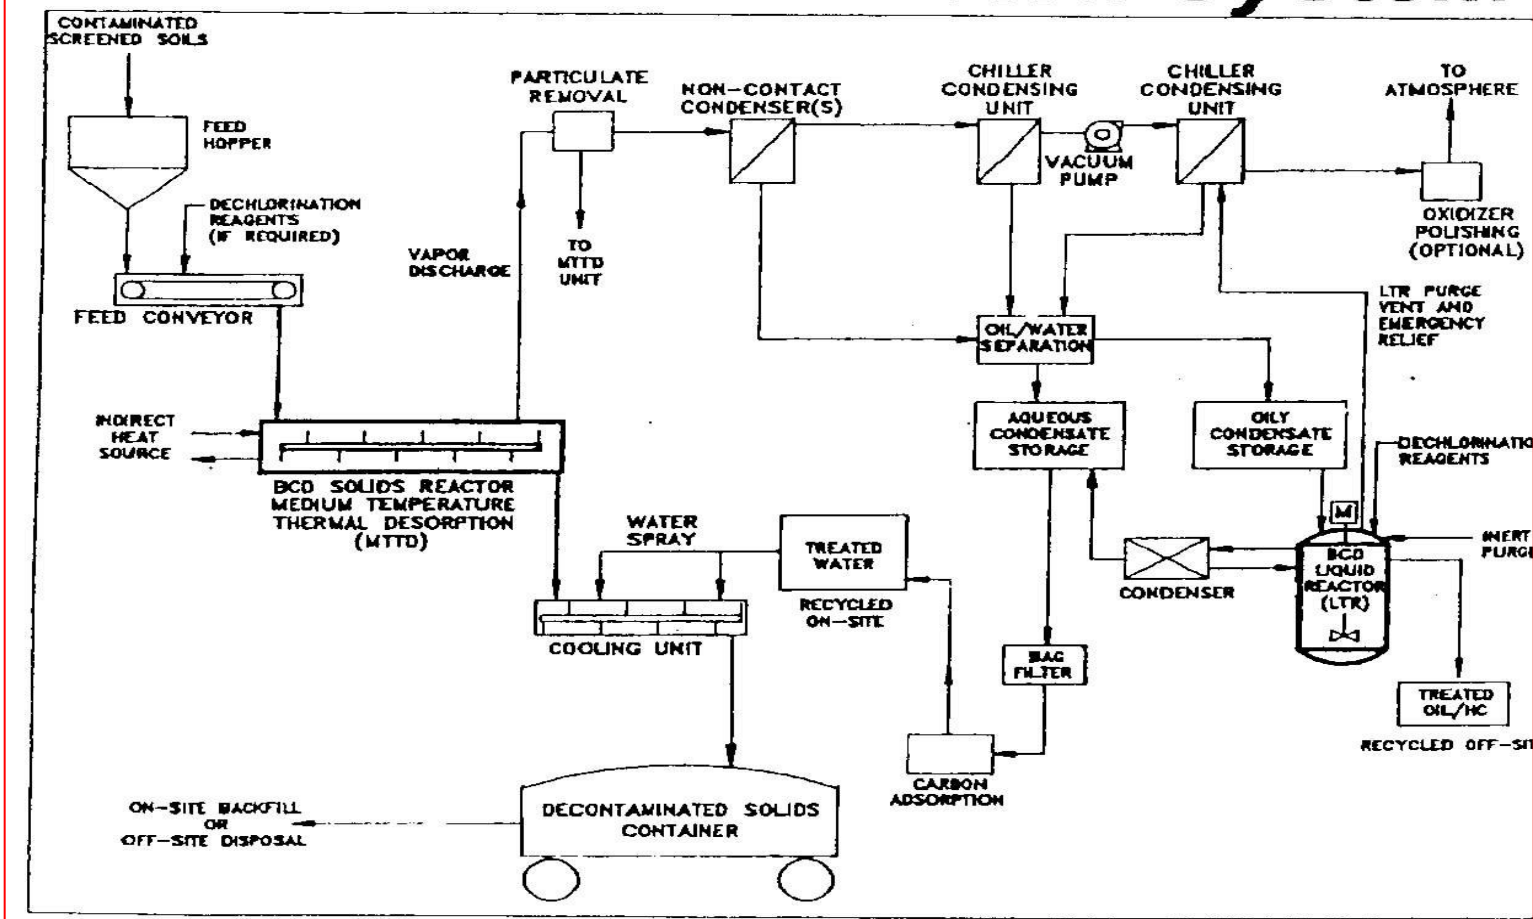 CONTAMINATED
SCREENED SOILS
FEED
HOPPER
DECHLORINATION
REAGENTS
(IF REQUIRED)
FEED CONVEYOR
PARTICULATE
REMOVAL
TO
MTTD
UNIT
VAPOR
DISCHARGE
NON-CONTACT
CONDENSER(S)
CHILLER
CONDENSING
UNIT
VACUUM
PUMP
CHILLER
CONDENSING
UNIT
TO
ATMOSPHERE
OXIDIZER
POLISHING
(OPTIONAL)
LTR PURGE
VENT AND
EMERGENCY
RELIEF
OIL/WATER
SEPARATION
INDIRECT
HEAT
SOURCE
BCD SOLIDS REACTOR
MEDIUM TEMPERATURE
THERMAL DESORPTION
(MTTD)
AQUEOUS
CONDENSATE
STORAGE
OILY
CONDENSATE
STORAGE
DECHLORINATIO
REAGENTS
M
INERT
PURGE
BCD
LIQUID
REACTOR
(LTR)
CONDENSER
WATER
SPRAY
TREATED
WATER
RECYCLED
ON-SITE
COOLING UNIT
BAG
FILTER
CARBON
ADSORPTION
TREATED
OIL/HC
RECYCLED OFF-SIT
DECONTAMINATED SOLIDS
CONTAINER
ON-SITE BACKFILL
OR
OFF-SITE DISPOSAL